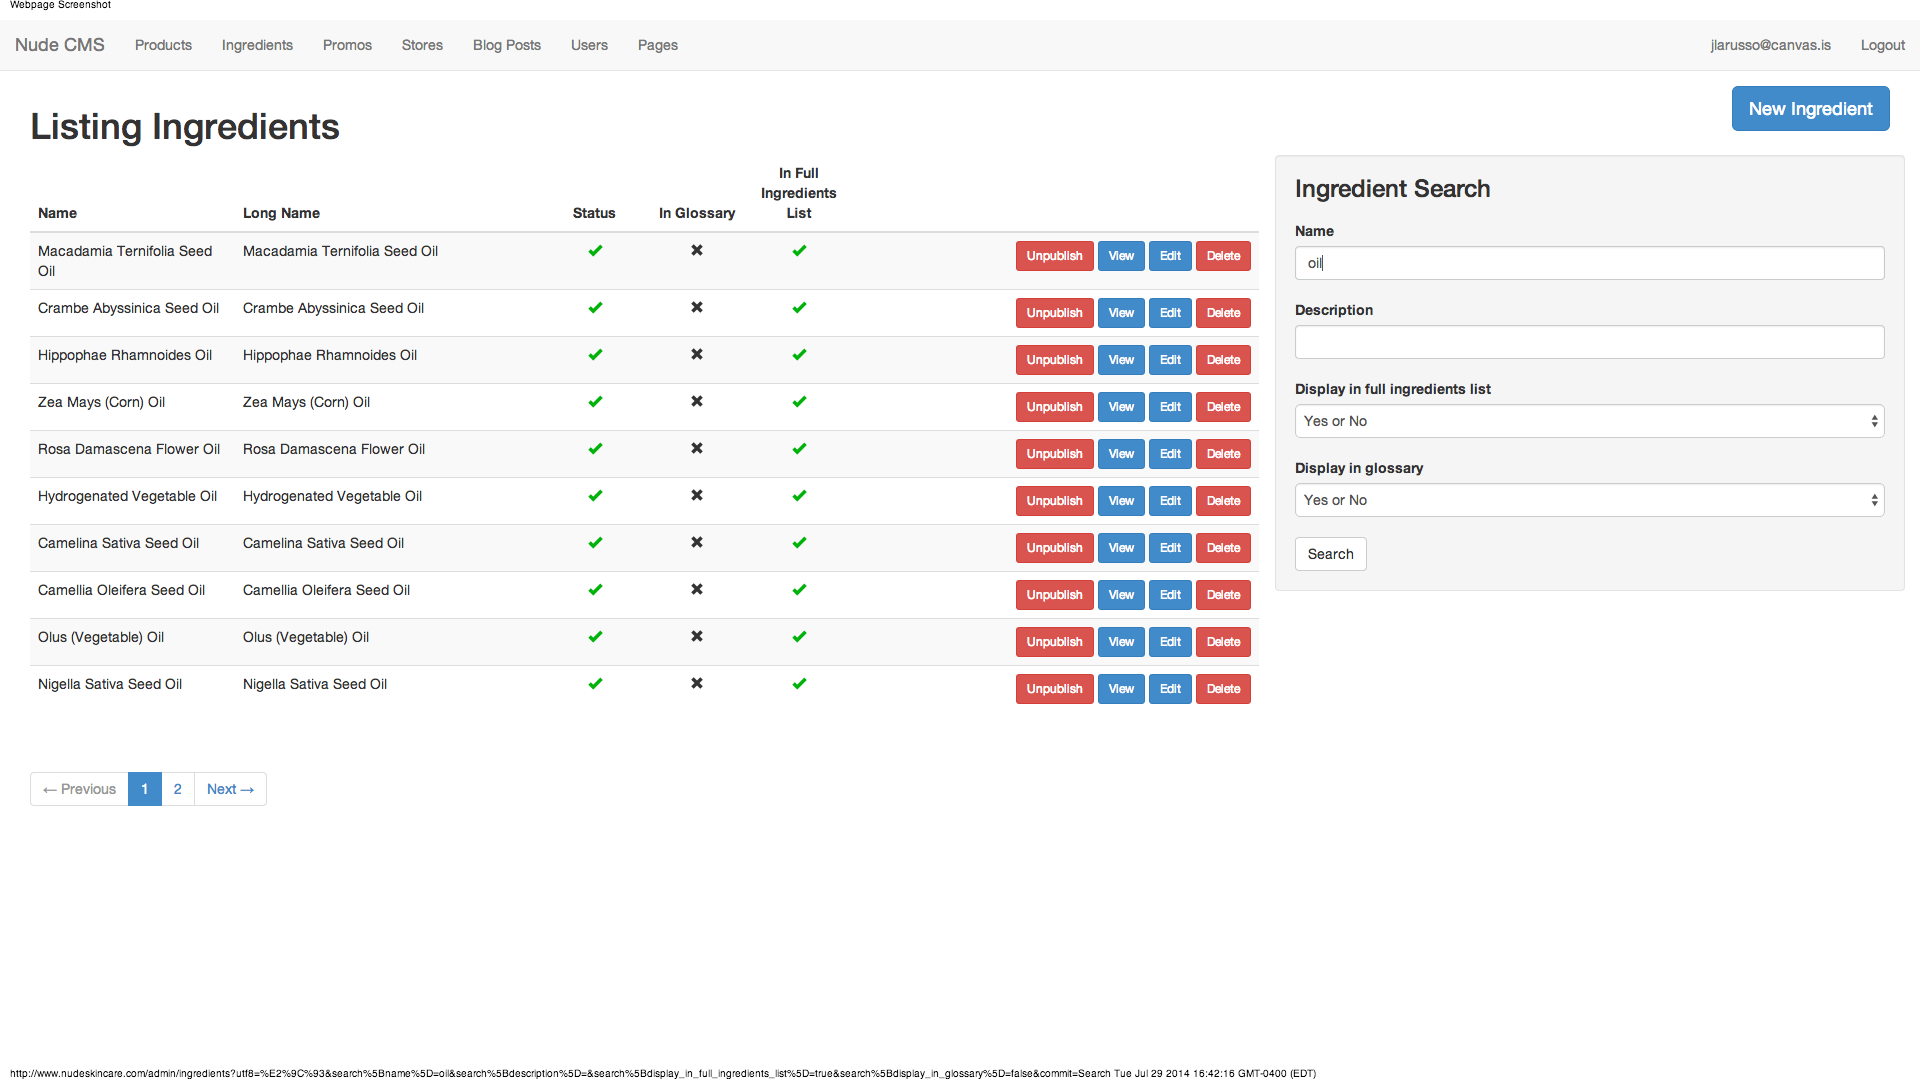 Webpage Screenshot
Nude CMS Products Ingredients Promos Stores Blog Posts Users Pages jlarusso@canvas.is Logout
New Ingredient
Listing Ingredients
Name Long Name Status In Glossary In Full Ingredients List
Macadamia Ternifolia Seed Oil Macadamia Ternifolia Seed Oil ✔ ✖ ✔ Unpublish View Edit Delete
Crambe Abyssinica Seed Oil Crambe Abyssinica Seed Oil ✔ ✖ ✔ Unpublish View Edit Delete
Hippophae Rhamnoides Oil Hippophae Rhamnoides Oil ✔ ✖ ✔ Unpublish View Edit Delete
Zea Mays (Corn) Oil Zea Mays (Corn) Oil ✔ ✖ ✔ Unpublish View Edit Delete
Rosa Damascena Flower Oil Rosa Damascena Flower Oil ✔ ✖ ✔ Unpublish View Edit Delete
Hydrogenated Vegetable Oil Hydrogenated Vegetable Oil ✔ ✖ ✔ Unpublish View Edit Delete
Camelina Sativa Seed Oil Camelina Sativa Seed Oil ✔ ✖ ✔ Unpublish View Edit Delete
Camellia Oleifera Seed Oil Camellia Oleifera Seed Oil ✔ ✖ ✔ Unpublish View Edit Delete
Olus (Vegetable) Oil Olus (Vegetable) Oil ✔ ✖ ✔ Unpublish View Edit Delete
Nigella Sativa Seed Oil Nigella Sativa Seed Oil ✔ ✖ ✔ Unpublish View Edit Delete
← Previous 1 2 Next →
Ingredient Search
Name
oil
Description
Display in full ingredients list
Yes or No
Display in glossary
Yes or No
Search
http://www.nudeskincare.com/admin/ingredients?utf8=%E2%9C%93&search%5Bname%5D=oil&search%5Bdescription%5D=&search%5Bdisplay_in_full_ingredients_list%5D=true&search%5Bdisplay_in_glossary%5D=false&commit=Search Tue Jul 29 2014 16:42:16 GMT-0400 (EDT)